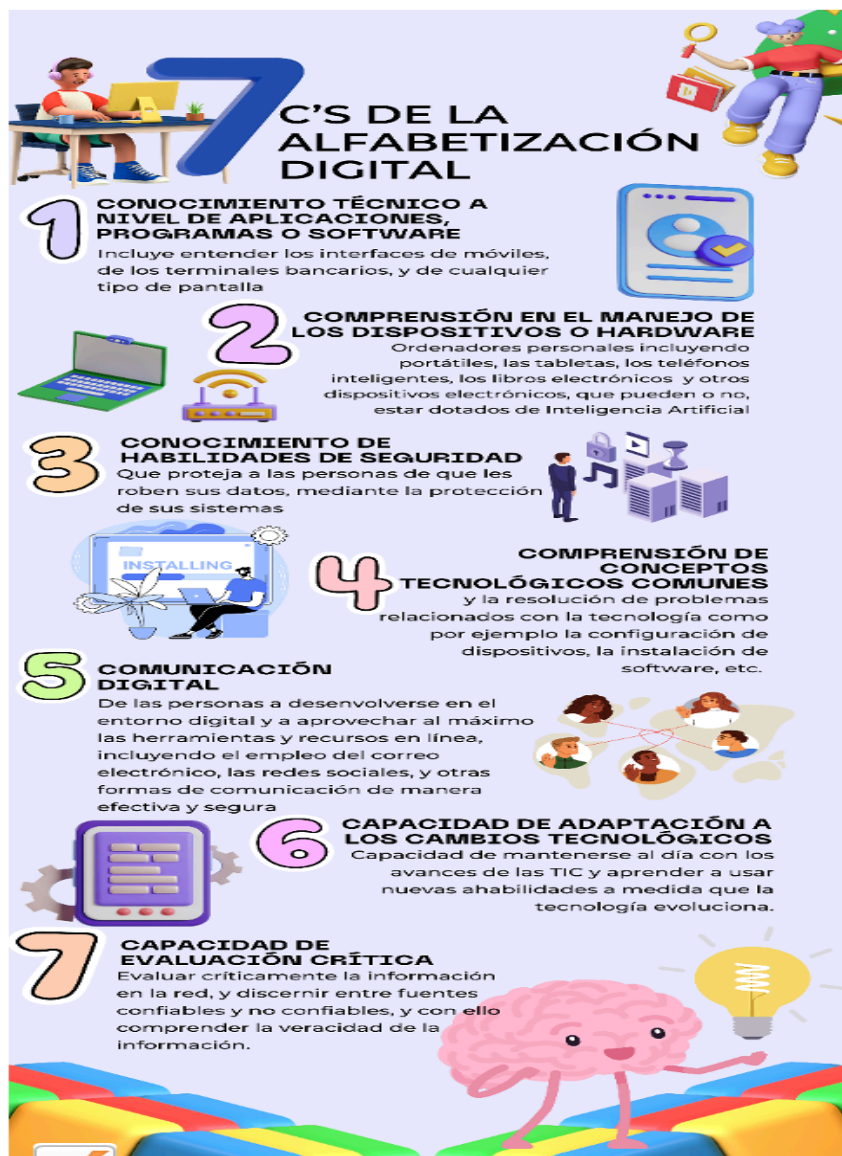 7
C'S DE LA
ALFABETIZACIÓN
DIGITAL
1
CONOCIMIENTO TÉCNICO A
NIVEL DE APLICACIONES,
PROGRAMAS O SOFTWARE
Incluye entender los interfaces de móviles,
de los terminales bancarios, y de cualquier
tipo de pantalla
2
COMPRENSIÓN EN EL MANEJO DE
LOS DISPOSITIVOS O HARDWARE
Ordenadores personales incluyendo
portátiles, las tabletas, los teléfonos
inteligentes, los libros electrónicos y otros
dispositivos electrónicos, que pueden o no,
estar dotados de Inteligencia Artificial
3
CONOCIMIENTO DE
HABILIDADES DE SEGURIDAD
Que proteja a las personas de que les
roben sus datos, mediante la protección
de sus sistemas
INSTALLING
4
COMPRENSIÓN DE
CONCEPTOS
TECNOLÓGICOS COMUNES
y la resolución de problemas
relacionados con la tecnología como
por ejemplo la configuración de
dispositivos, la instalación de
software, etc.
5
COMUNICACIÓN
DIGITAL
De las personas a desenvolverse en el
entorno digital y a aprovechar al máximo
las herramientas y recursos en línea,
incluyendo el empleo del correo
electrónico, las redes sociales, y otras
formas de comunicación de manera
efectiva y segura
6
CAPACIDAD DE ADAPTACIÓN A
LOS CAMBIOS TECNOLÓGICOS
Capacidad de mantenerse al día con los
avances de las TIC y aprender a usar
nuevas ahabilidades a medida que la
tecnología evoluciona.
7
CAPACIDAD DE
EVALUACIÓN CRÍTICA
Evaluar críticamente la información
en la red, y discernir entre fuentes
confiables y no confiables, y con ello
comprender la veracidad de la
información.